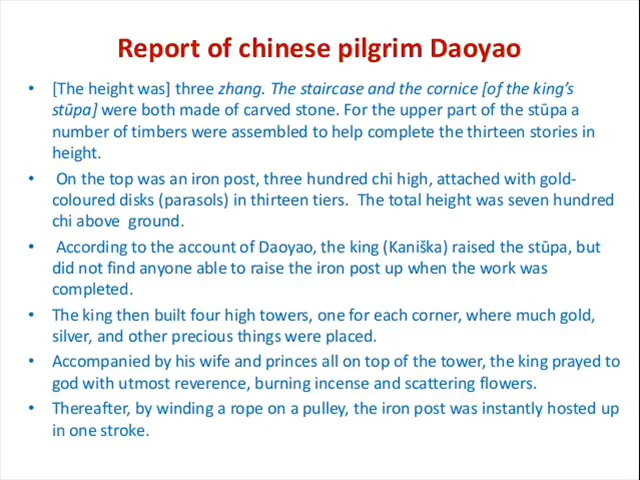 Report of chinese pilgrim Daoyao
• [The height was] three zhang. The staircase and the cornice [of the king's
stūpa] were both made of carved stone. For the upper part of the stūpa a
number of timbers were assembled to help complete the thirteen stories in
height.
• On the top was an iron post, three hundred chi high, attached with gold-
coloured disks (parasols) in thirteen tiers. The total height was seven hundred
chi above ground.
• According to the account of Daoyao, the king (Kaniška) raised the stūpa, but
did not find anyone able to raise the iron post up when the work was
completed.
• The king then built four high towers, one for each corner, where much gold,
silver, and other precious things were placed.
• Accompanied by his wife and princes all on top of the tower, the king prayed to
god with utmost reverence, burning incense and scattering flowers.
• Thereafter, by winding a rope on a pulley, the iron post was instantly hosted up
in one stroke.